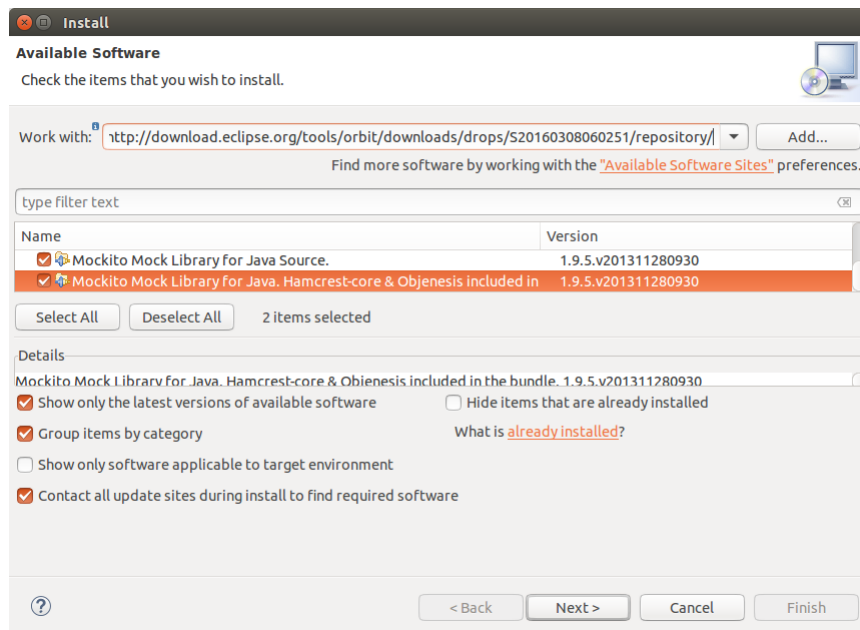 Install
Available Software
Check the items that you wish to install.
Work with: http://download.eclipse.org/tools/orbit/downloads/drops/S20160308060251/repository/ Add...
Find more software by working with the "Available Software Sites" preferences.
type filter text
Name Version
Mockito Mock Library for Java Source. 1.9.5.v201311280930
Mockito Mock Library for Java. Hamcrest-core & Objenesis included in 1.9.5.v201311280930
Select All Deselect All 2 items selected
Details
Mockito Mock Library for Java. Hamcrest-core & Objenesis included in the bundle. 1.9.5.v201311280930
Show only the latest versions of available software Hide items that are already installed
Group items by category What is already installed?
Show only software applicable to target environment
Contact all update sites during install to find required software
? < Back Next > Cancel Finish